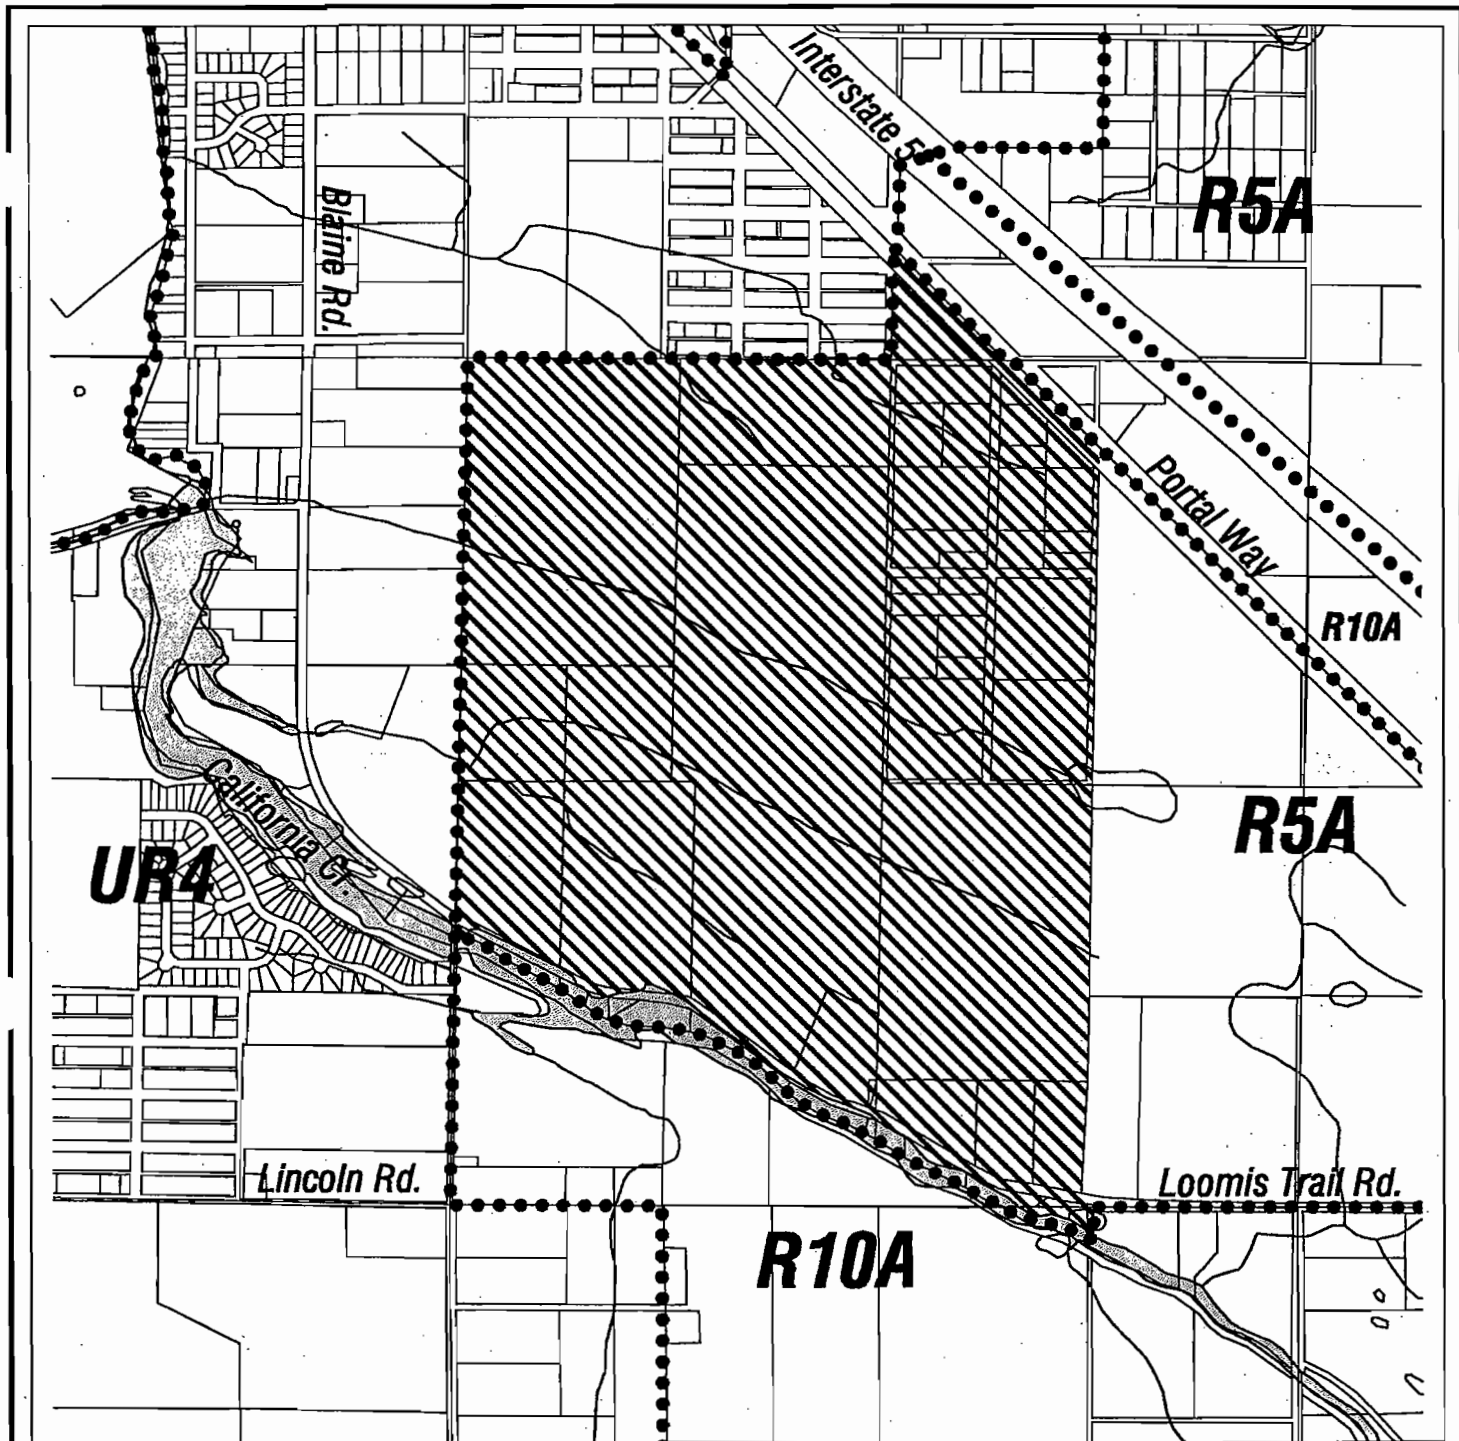 Interstate 5
R5A
Blaine Rd.
Portal Way
R10A
California Cr.
UR4
R5A
Lincoln Rd.
Loomis Trail Rd.
R10A